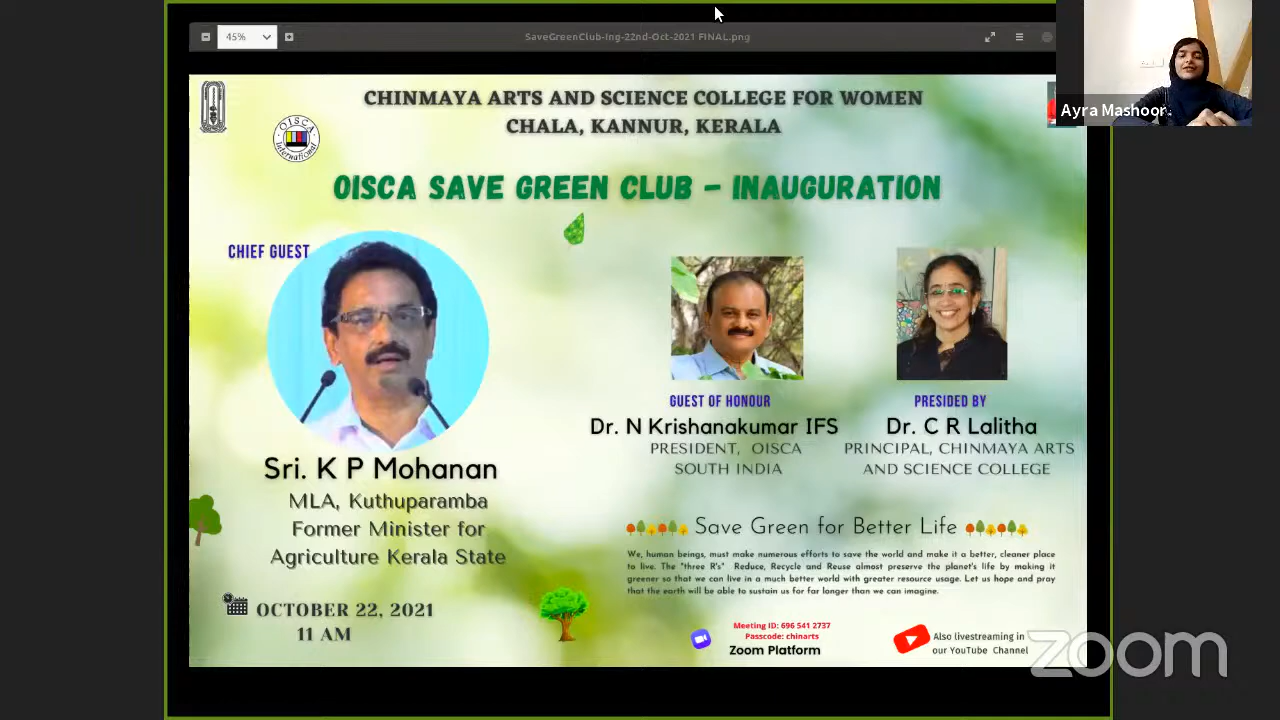 45%
SaveGreenClub-Ing-22nd-Oct-2021 FINAL.png
Ayra Mashoor
CHINMAYA ARTS AND SCIENCE COLLEGE FOR WOMEN
CHALA, KANNUR, KERALA
OISCA
International
OISCA SAVE GREEN CLUB – INAUGURATION
CHIEF GUEST
Sri. K P Mohanan
MLA, Kuthuparamba
Former Minister for
Agriculture Kerala State
OCTOBER 22, 2021
11 AM
GUEST OF HONOUR
Dr. N Krishanakumar IFS
PRESIDENT, OISCA
SOUTH INDIA
PRESIDED BY
Dr. C R Lalitha
PRINCIPAL, CHINMAYA ARTS
AND SCIENCE COLLEGE
Save Green for Better Life
We, human beings, must make numerous efforts to save the world and make it a better, cleaner place
to live. The "three R's" Reduce, Recycle and Reuse almost preserve the planet's life by making it
greener so that we can live in a much better world with greater resource usage. Let us hope and pray
that the earth will be able to sustain us for far longer than we can imagine.
Meeting ID: 696 541 2737
Passcode: chinarts
Zoom Platform
Also livestreaming in
our YouTube Channel
zoom